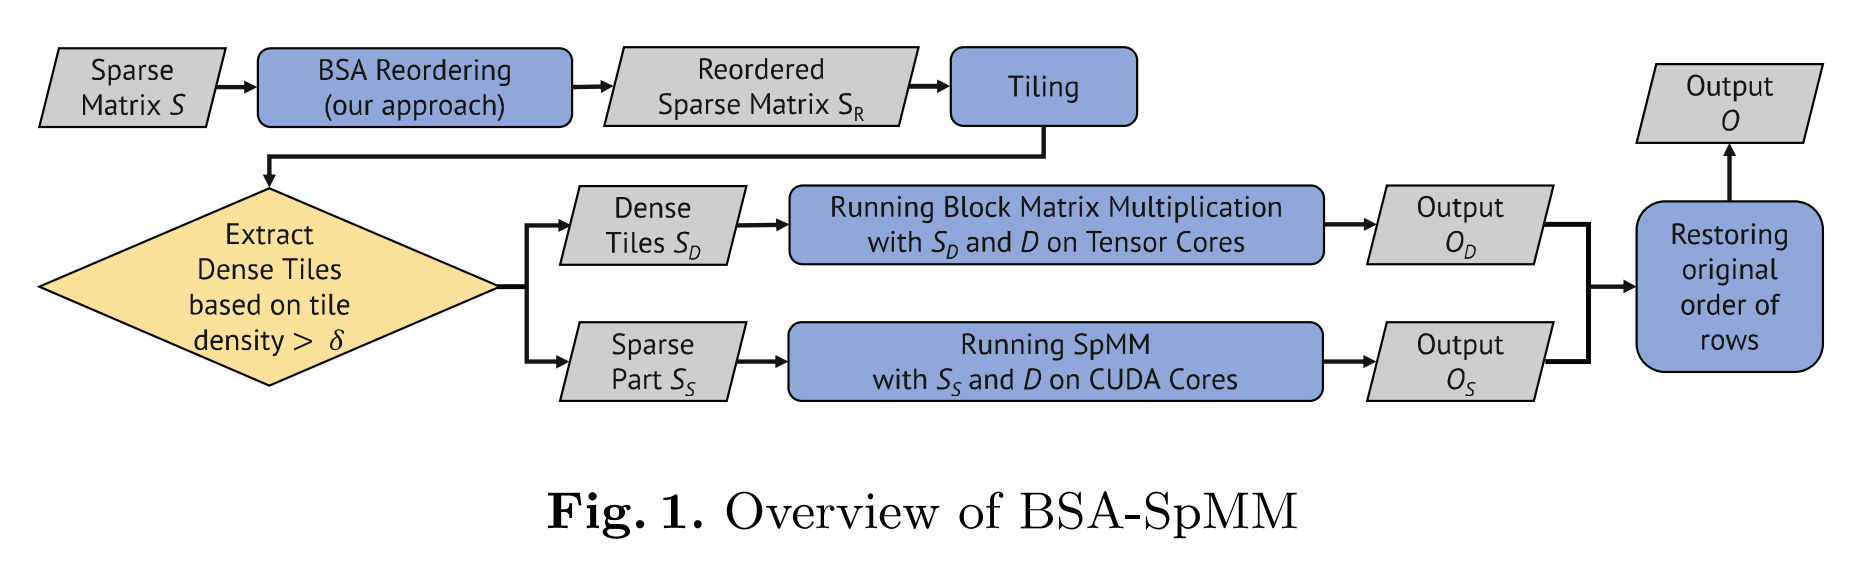 Sparse
Matrix S
BSA Reordering
(our approach)
Reordered
Sparse Matrix S_R
Tiling
Output
O
Extract
Dense Tiles
based on tile
density > δ
Dense
Tiles S_D
Running Block Matrix Multiplication
with S_D and D on Tensor Cores
Output
O_D
Sparse
Part S_S
Running SpMM
with S_S and D on CUDA Cores
Output
O_S
Restoring
original
order of
rows
Fig. 1. Overview of BSA-SpMM